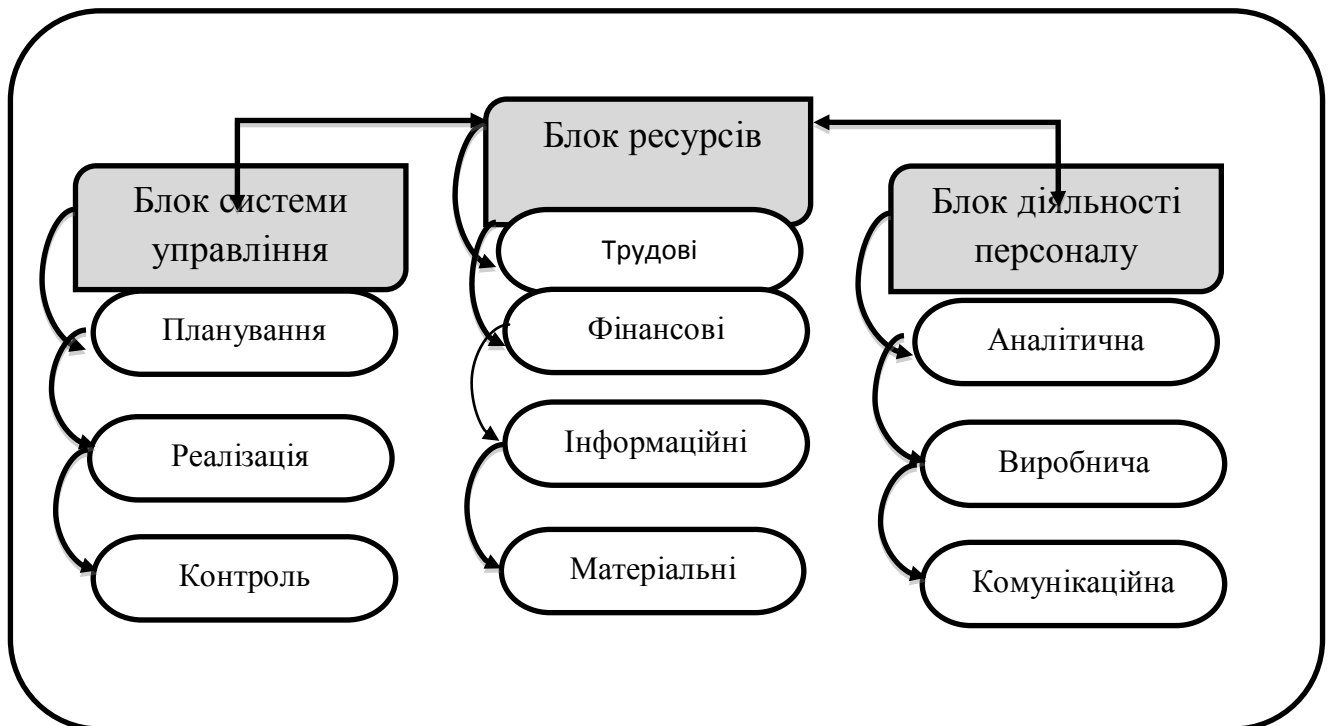 Блок ресурсів
Блок системи
управління
Блок діяльності
персоналу
Трудові
Планування
Фінансові
Аналітична
Реалізація
Інформаційні
Виробнича
Контроль
Матеріальні
Комунікаційна